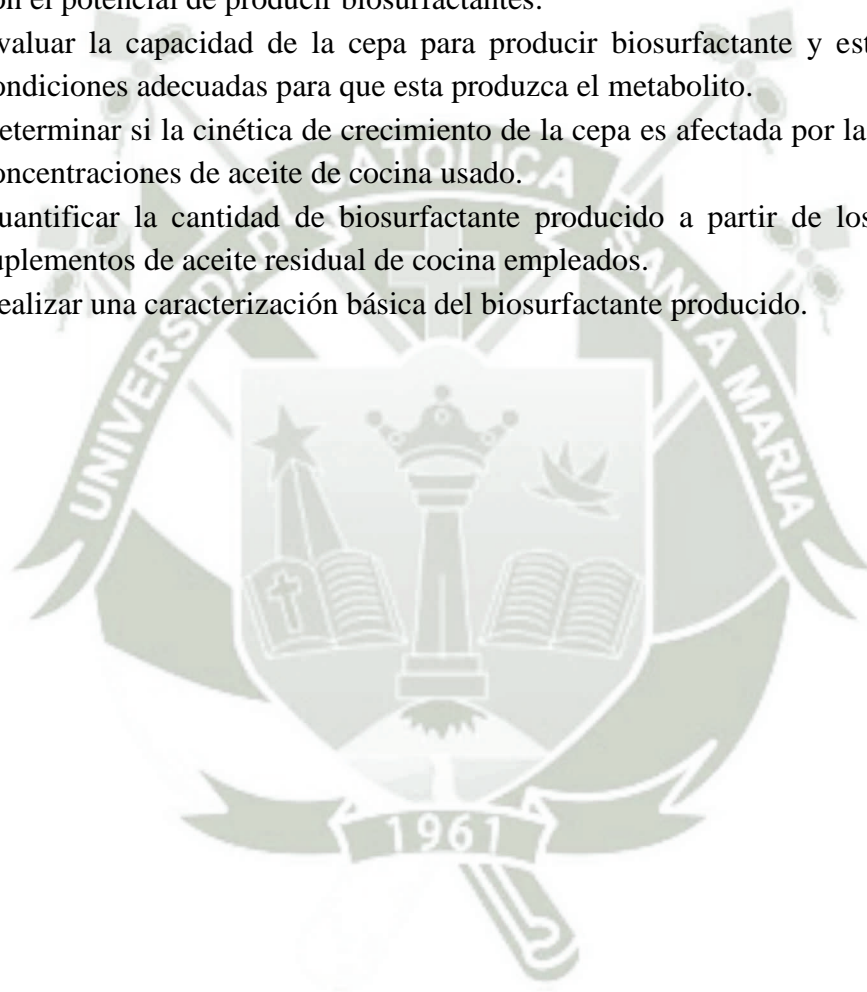 on el potencial de producir biosurfactantes.
valuar la capacidad de la cepa para producir biosurfactante y est
ondiciones adecuadas para que esta produzca el metabolito.
eterminar si la cinética de crecimiento de la cepa es afectada por la
oncentraciones de aceite de cocina usado.
uantificar la cantidad de biosurfactante producido a partir de los
uplementos de aceite residual de cocina empleados.
ealizar una caracterización básica del biosurfactante producido.
UNIVERSIDAD CATOLICA SANTA MARIA
1961